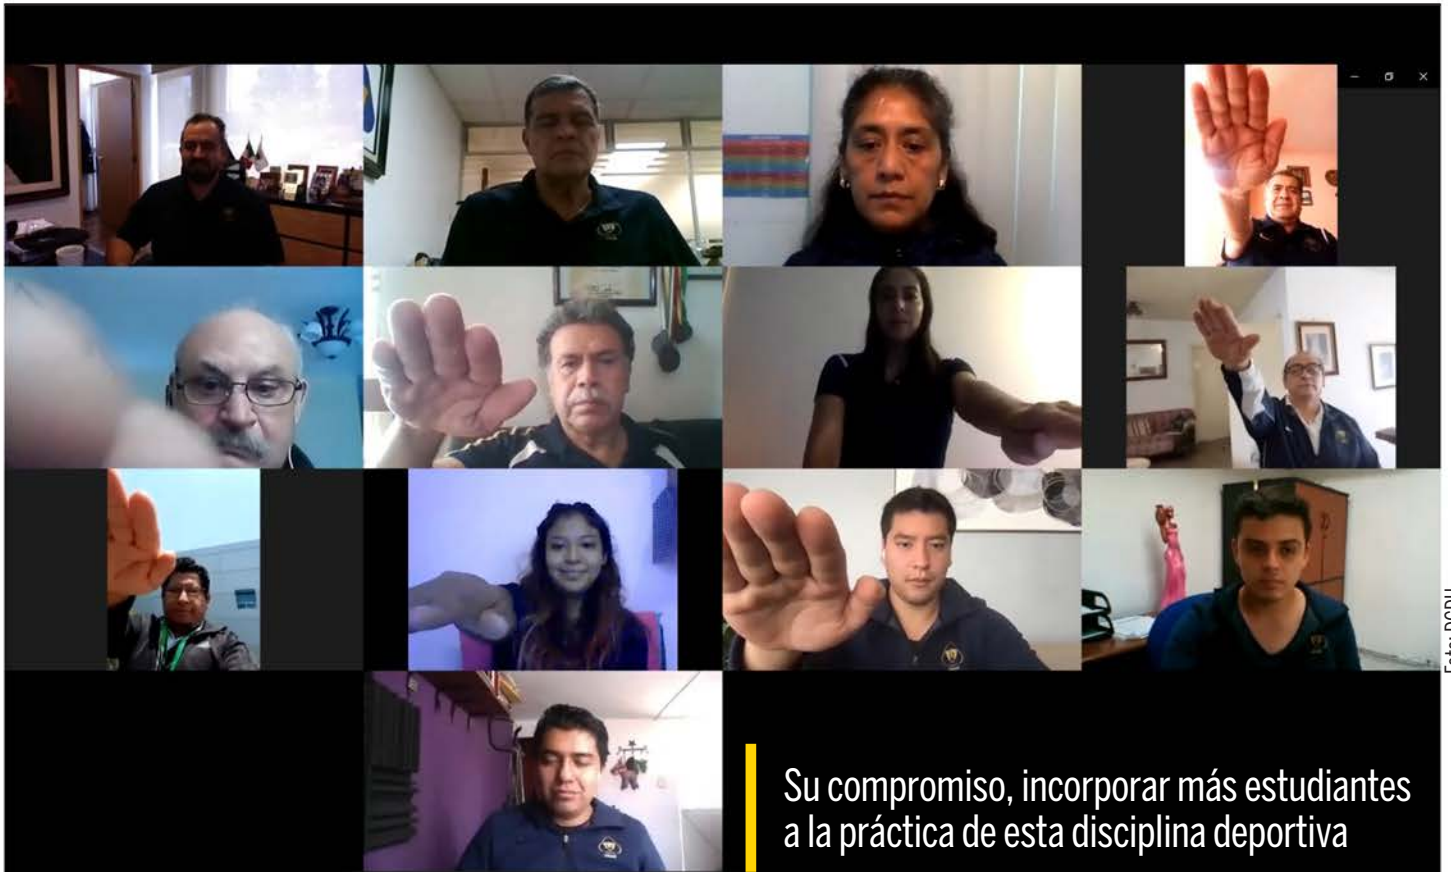 Su compromiso, incorporar más estudiantes
a la práctica de esta disciplina deportiva